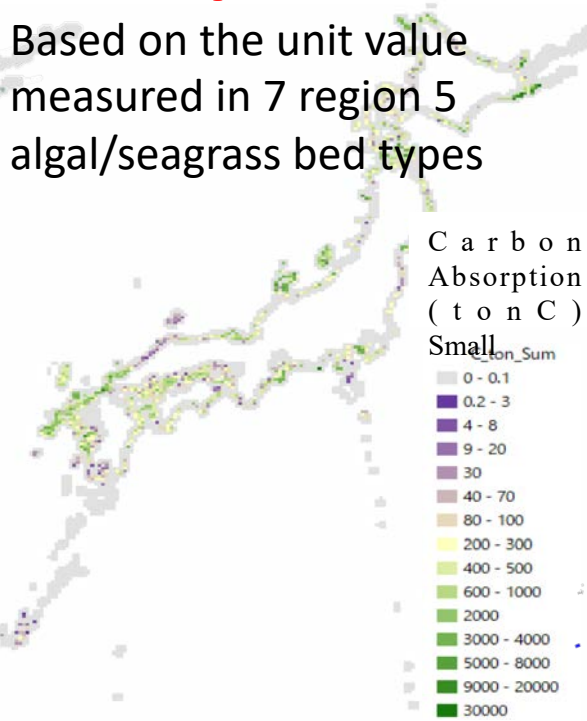 Based on the unit value
measured in 7 region 5
algal/seagrass bed types
Carbon
Absorption
(tonC)
Small
C_ton_Sum
0 - 0.1
0.2 - 3
4 - 8
9 - 20
30
40 - 70
80 - 100
200 - 300
400 - 500
600 - 1000
2000
3000 - 4000
5000 - 8000
9000 - 20000
30000